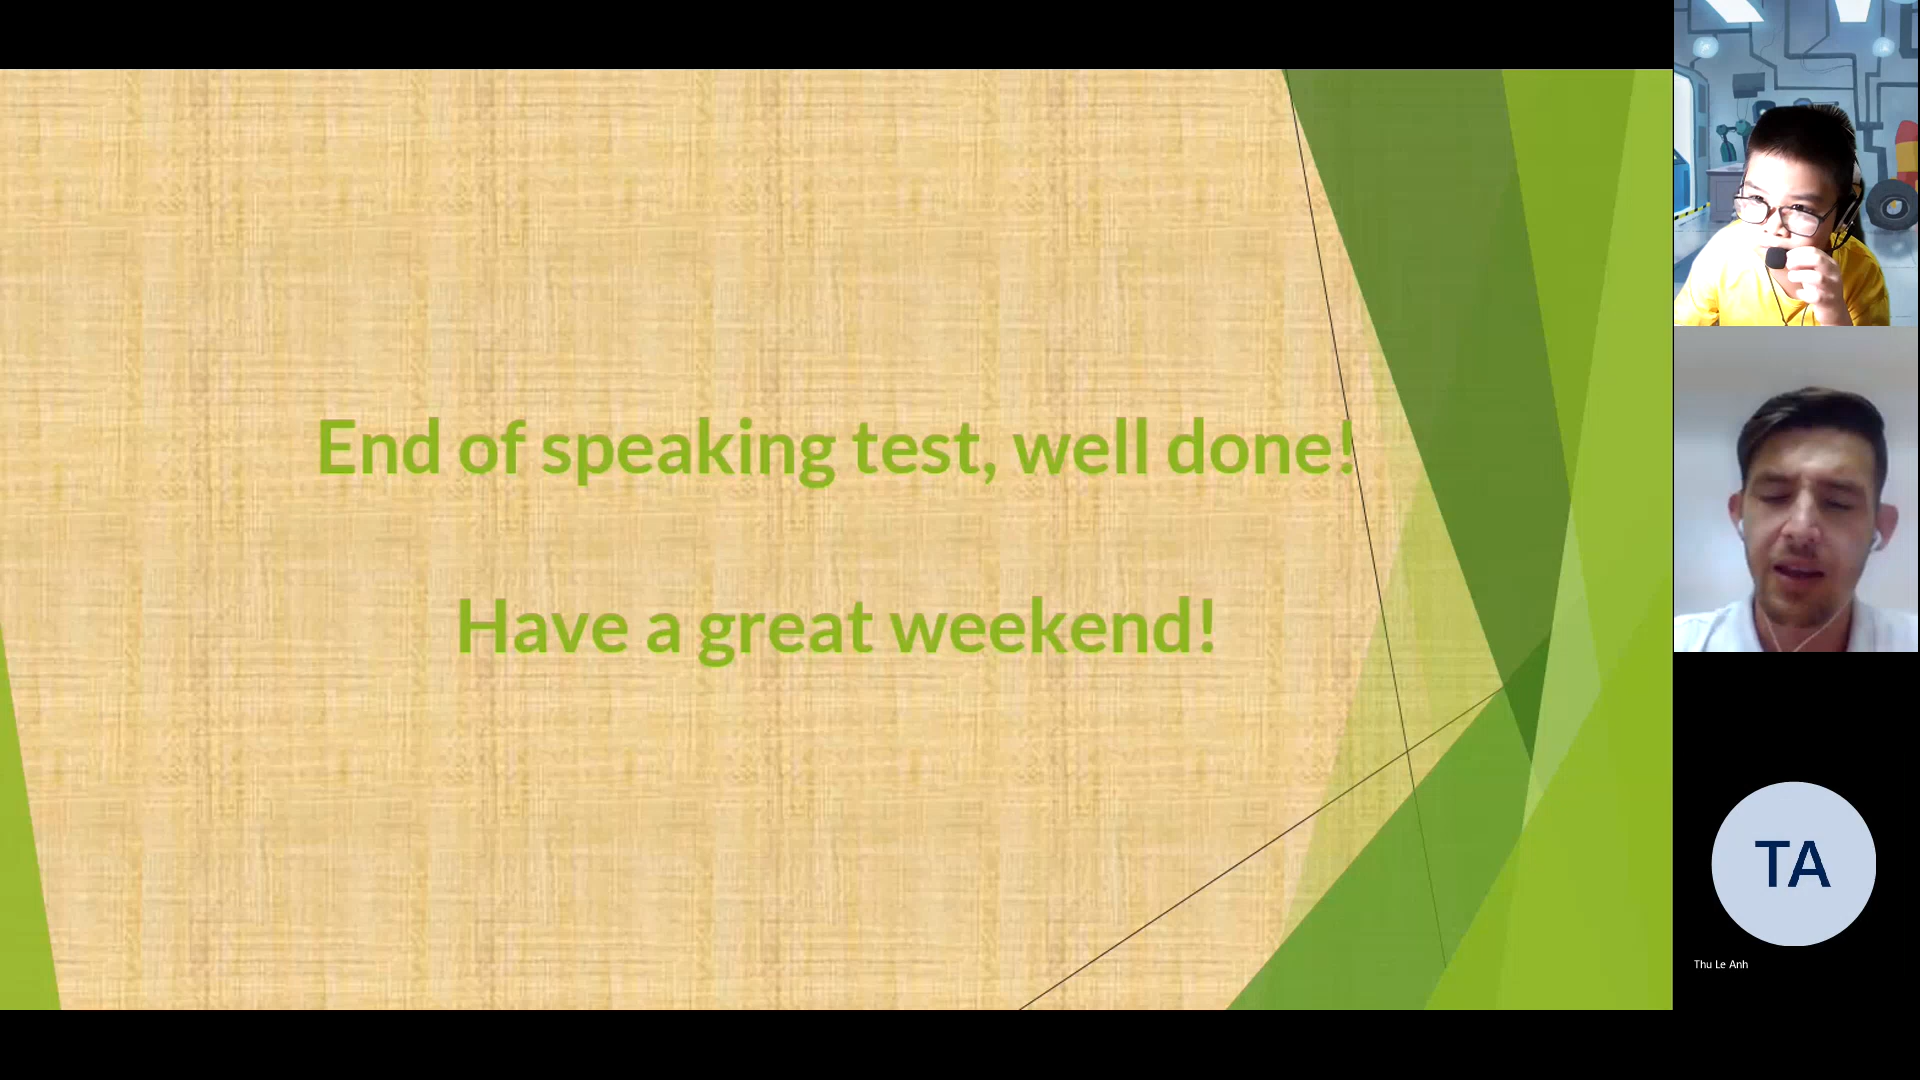 End of speaking test, well done!
Have a great weekend!
TA
Thu Le Anh